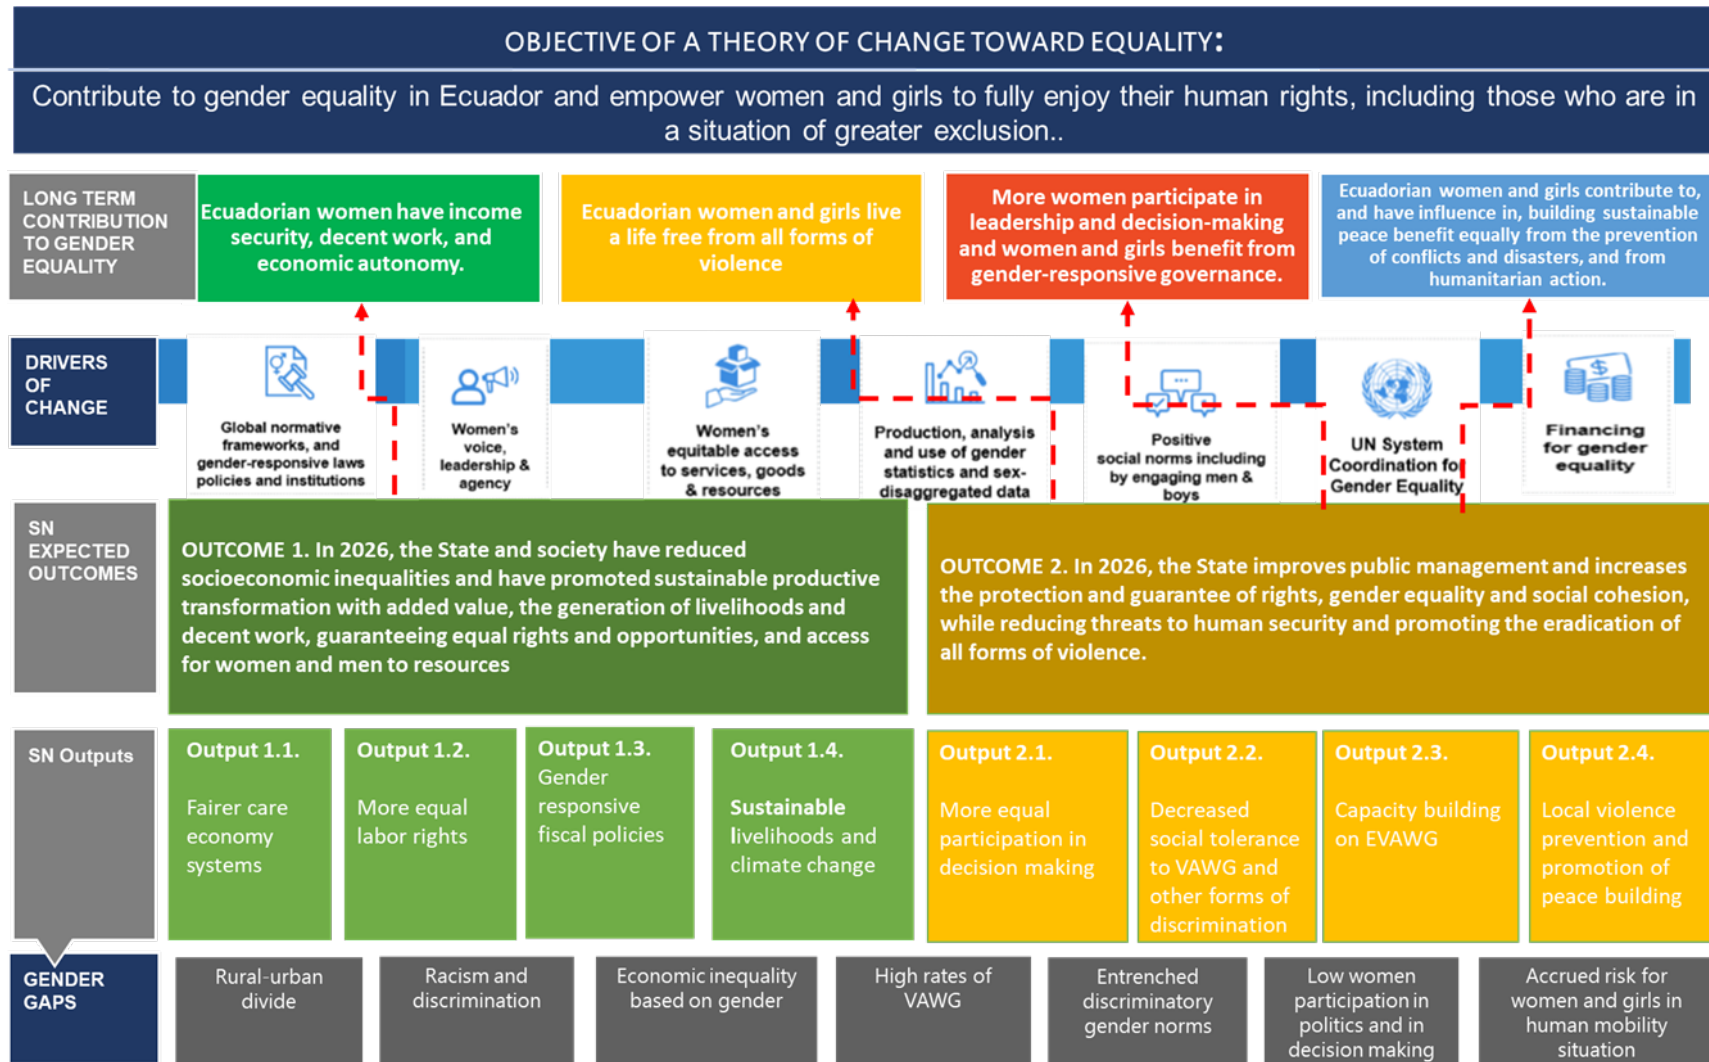 OBJECTIVE OF A THEORY OF CHANGE TOWARD EQUALITY:
Contribute to gender equality in Ecuador and empower women and girls to fully enjoy their human rights, including those who are in
a situation of greater exclusion..
LONG TERM
CONTRIBUTION
TO GENDER
EQUALITY
Ecuadorian women have income
security, decent work, and
economic autonomy.
Ecuadorian women and girls live
a life free from all forms of
violence
More women participate in
leadership and decision-making
and women and girls benefit from
gender-responsive governance.
Ecuadorian women and girls contribute to,
and have influence in, building sustainable
peace benefit equally from the prevention
of conflicts and disasters, and from
humanitarian action.
DRIVERS
OF
CHANGE
Global normative
frameworks, and
gender-responsive laws
policies and institutions
Women's
voice,
leadership &
agency
Women's
equitable access
to services, goods
& resources
Production, analysis
and use of gender
statistics and sex-
disaggregated data
Positive
social norms including
by engaging men &
boys
UN System
Coordination for
Gender Equality
Financing
for gender
equality
SN
EXPECTED
OUTCOMES
OUTCOME 1. In 2026, the State and society have reduced
socioeconomic inequalities and have promoted sustainable productive
transformation with added value, the generation of livelihoods and
decent work, guaranteeing equal rights and opportunities, and access
for women and men to resources
OUTCOME 2. In 2026, the State improves public management and increases
the protection and guarantee of rights, gender equality and social cohesion,
while reducing threats to human security and promoting the eradication of
all forms of violence.
SN Outputs
Output 1.1.
Fairer care
economy
systems
Output 1.2.
More equal
labor rights
Output 1.3.
Gender
responsive
fiscal policies
Output 1.4.
Sustainable
livelihoods and
climate change
Output 2.1.
More equal
participation in
decision making
Output 2.2.
Decreased
social tolerance
to VAWG and
other forms of
discrimination
Output 2.3.
Capacity building
on EVAWG
Output 2.4.
Local violence
prevention and
promotion of
peace building
GENDER
GAPS
Rural-urban
divide
Racism and
discrimination
Economic inequality
based on gender
High rates of
VAWG
Entrenched
discriminatory
gender norms
Low women
participation in
politics and in
decision making
Accrued risk for
women and girls in
human mobility
situation